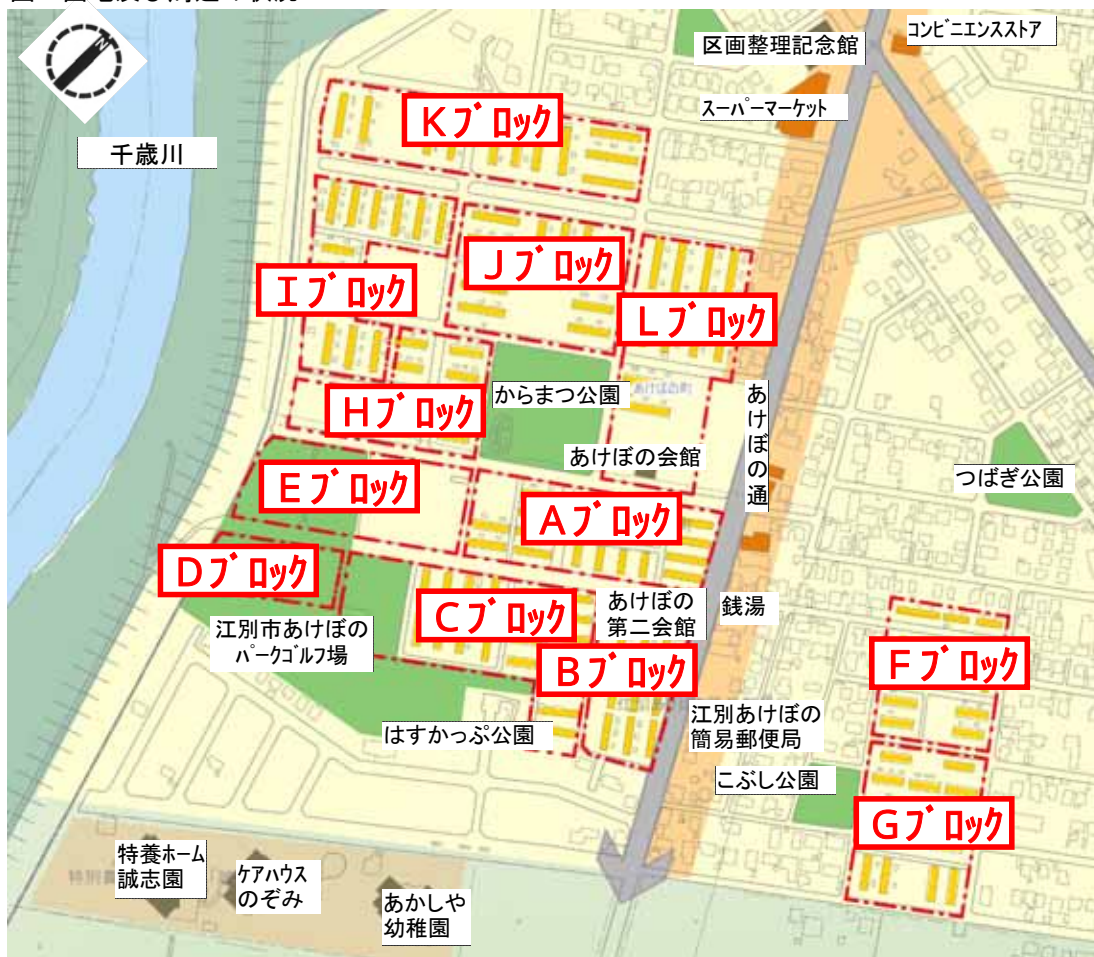 N
コンビニエンスストア
区画整理記念館
スーパーマーケット
千歳川
Kブロック
Jブロック
Iブロック
Lブロック
あけぼの町
からまつ公園
Hブロック
あけぼの会館
あけぼの通
つばぎ公園
Eブロック
Aブロック
Dブロック
Cブロック
あけぼの
第二会館
銭湯
江別市あけぼの
パークゴルフ場
Bブロック
Fブロック
はすかっぷ公園
江別あけぼの
簡易郵便局
こぶし公園
Gブロック
特養ホーム
誠志園
ケアハウス
のぞみ
あかしや
幼稚園